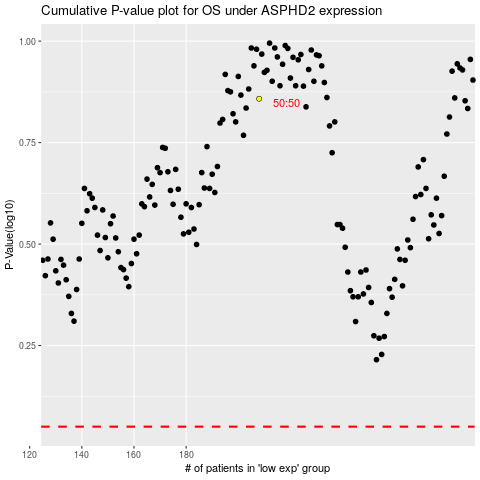 Cumulative P-value plot for OS under ASPHD2 expression
1.00
0.75
0.50
0.25
P-Value(log10)
50:50
120 140 160 180
# of patients in 'low exp' group